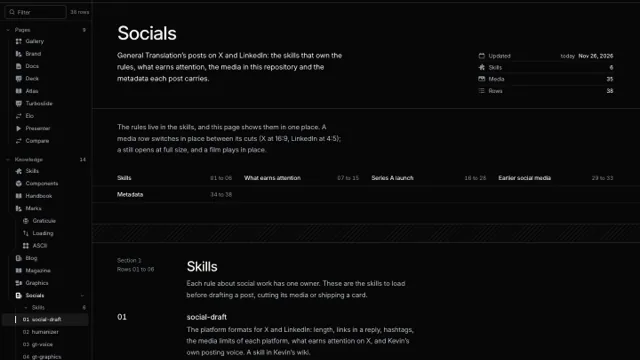 Filter
38 rows
Pages 9
Gallery
Brand
Docs
Deck
Atlas
Turboslide
Elo
Presenter
Compare
Knowledge 14
Skills
Components
Handbook
Marks
Graticule
Loading
ASCII
Blog
Magazine
Graphics
Socials
Skills 6
01 social-draft
02 humanizer
03 gt-voice
04 gt-graphics
Socials
General Translation's posts on X and LinkedIn: the skills that own the
rules, what earns attention, the media in this repository and the
metadata each post carries.
Updated today Nov 26, 2026
Skills 6
Media 35
Rows 38
The rules live in the skills, and this page shows them in one place. A
media row switches in place between its cuts (X at 16:9, LinkedIn at 4:5);
a still opens at full size, and a film plays in place.
Skills 01 to 06 What earns attention 07 to 15 Series A launch 16 to 28 Earlier social media 29 to 33
Metadata 34 to 38
Section 1
Rows 01 to 06
Skills
Each rule about social work has one owner. These are the skills to load
before drafting a post, cutting its media or shipping a card.
01 social-draft
The platform formats for X and LinkedIn: length, links in a reply, hashtags,
the media limits of each platform, what earns attention on X, and Kevin's
own posting voice. A skill in Kevin's wiki.